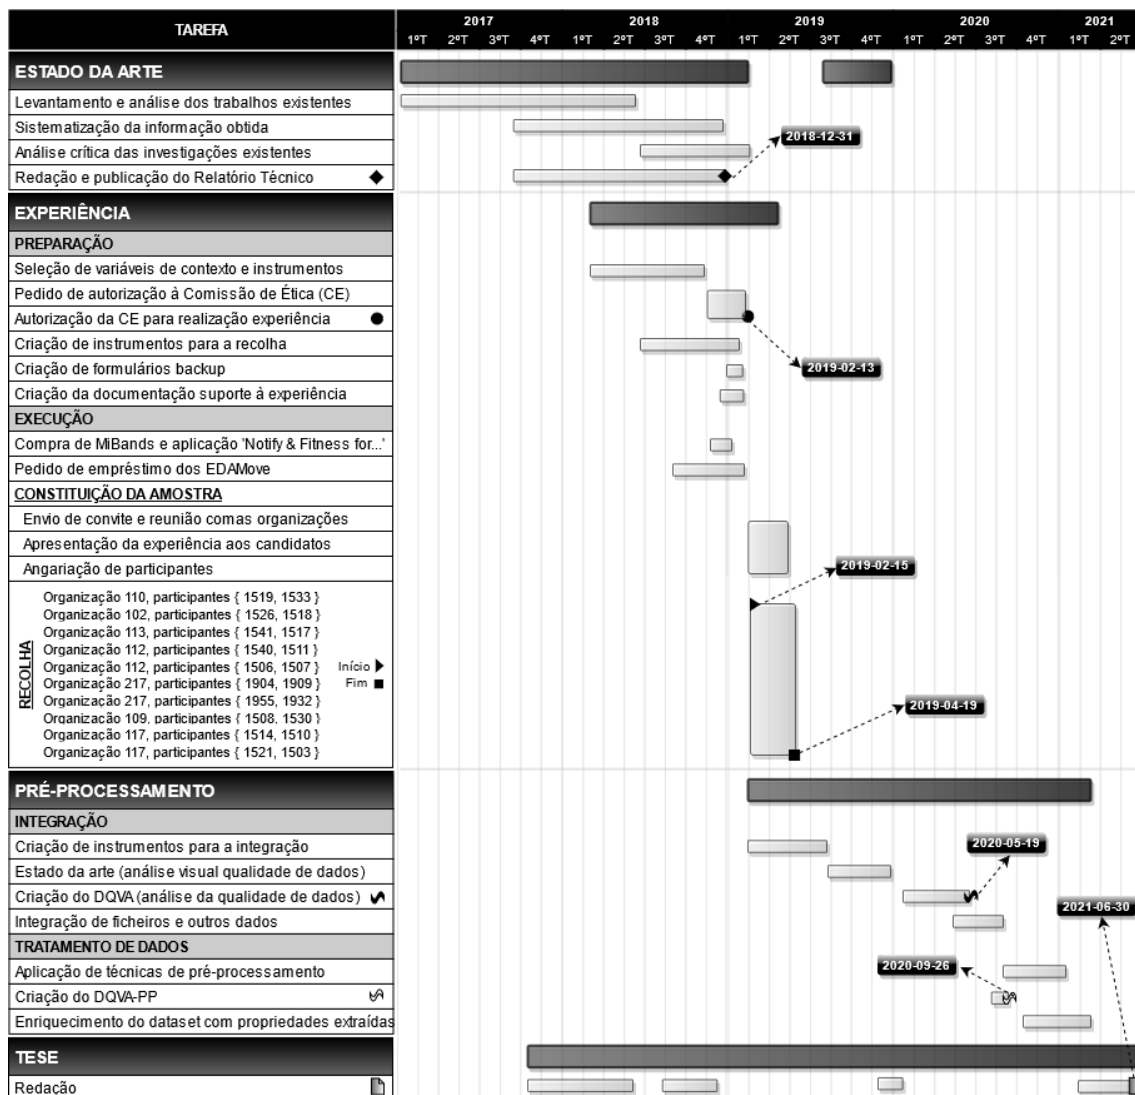 TAREFA
2017 2018 2019 2020 2021
1ºT 2ºT 3ºT 4ºT 1ºT 2ºT 3ºT 4ºT 1ºT 2ºT 3ºT 4ºT 1ºT 2ºT 3ºT 4ºT 1ºT 2ºT
ESTADO DA ARTE
Levantamento e análise dos trabalhos existentes
Sistematização da informação obtida
2018-12-31
Análise crítica das investigações existentes
Redação e publicação do Relatório Técnico
EXPERIÊNCIA
PREPARAÇÃO
Seleção de variáveis de contexto e instrumentos
Pedido de autorização à Comissão de Ética (CE)
Autorização da CE para realização experiência
Criação de instrumentos para a recolha
Criação de formulários backup
2019-02-13
Criação da documentação suporte à experiência
EXECUÇÃO
Compra de MiBands e aplicação 'Notify & Fitness for...'
Pedido de empréstimo dos EDAMove
CONSTITUIÇÃO DA AMOSTRA
Envio de convite e reunião comas organizações
Apresentação da experiência aos candidatos
Angariação de participantes
2019-02-15
RECOLHA
Organização 110, participantes { 1519, 1533 }
Organização 102, participantes { 1526, 1518 }
Organização 113, participantes { 1541, 1517 }
Organização 112, participantes { 1540, 1511 }
Organização 112, participantes { 1506, 1507 }
Organização 217, participantes { 1904, 1909 }
Organização 217, participantes { 1955, 1932 }
Organização 109, participantes { 1508, 1530 }
Organização 117, participantes { 1514, 1510 }
Organização 117, participantes { 1521, 1503 }
Início
Fim
2019-04-19
PRÉ-PROCESSAMENTO
INTEGRAÇÃO
Criação de instrumentos para a integração
2020-05-19
Estado da arte (análise visual qualidade de dados)
Criação do DQVA (análise da qualidade de dados)
2021-06-30
Integração de ficheiros e outros dados
TRATAMENTO DE DADOS
Aplicação de técnicas de pré-processamento
2020-09-26
Criação do DQVA-PP
Enriquecimento do dataset com propriedades extraídas
TESE
Redação